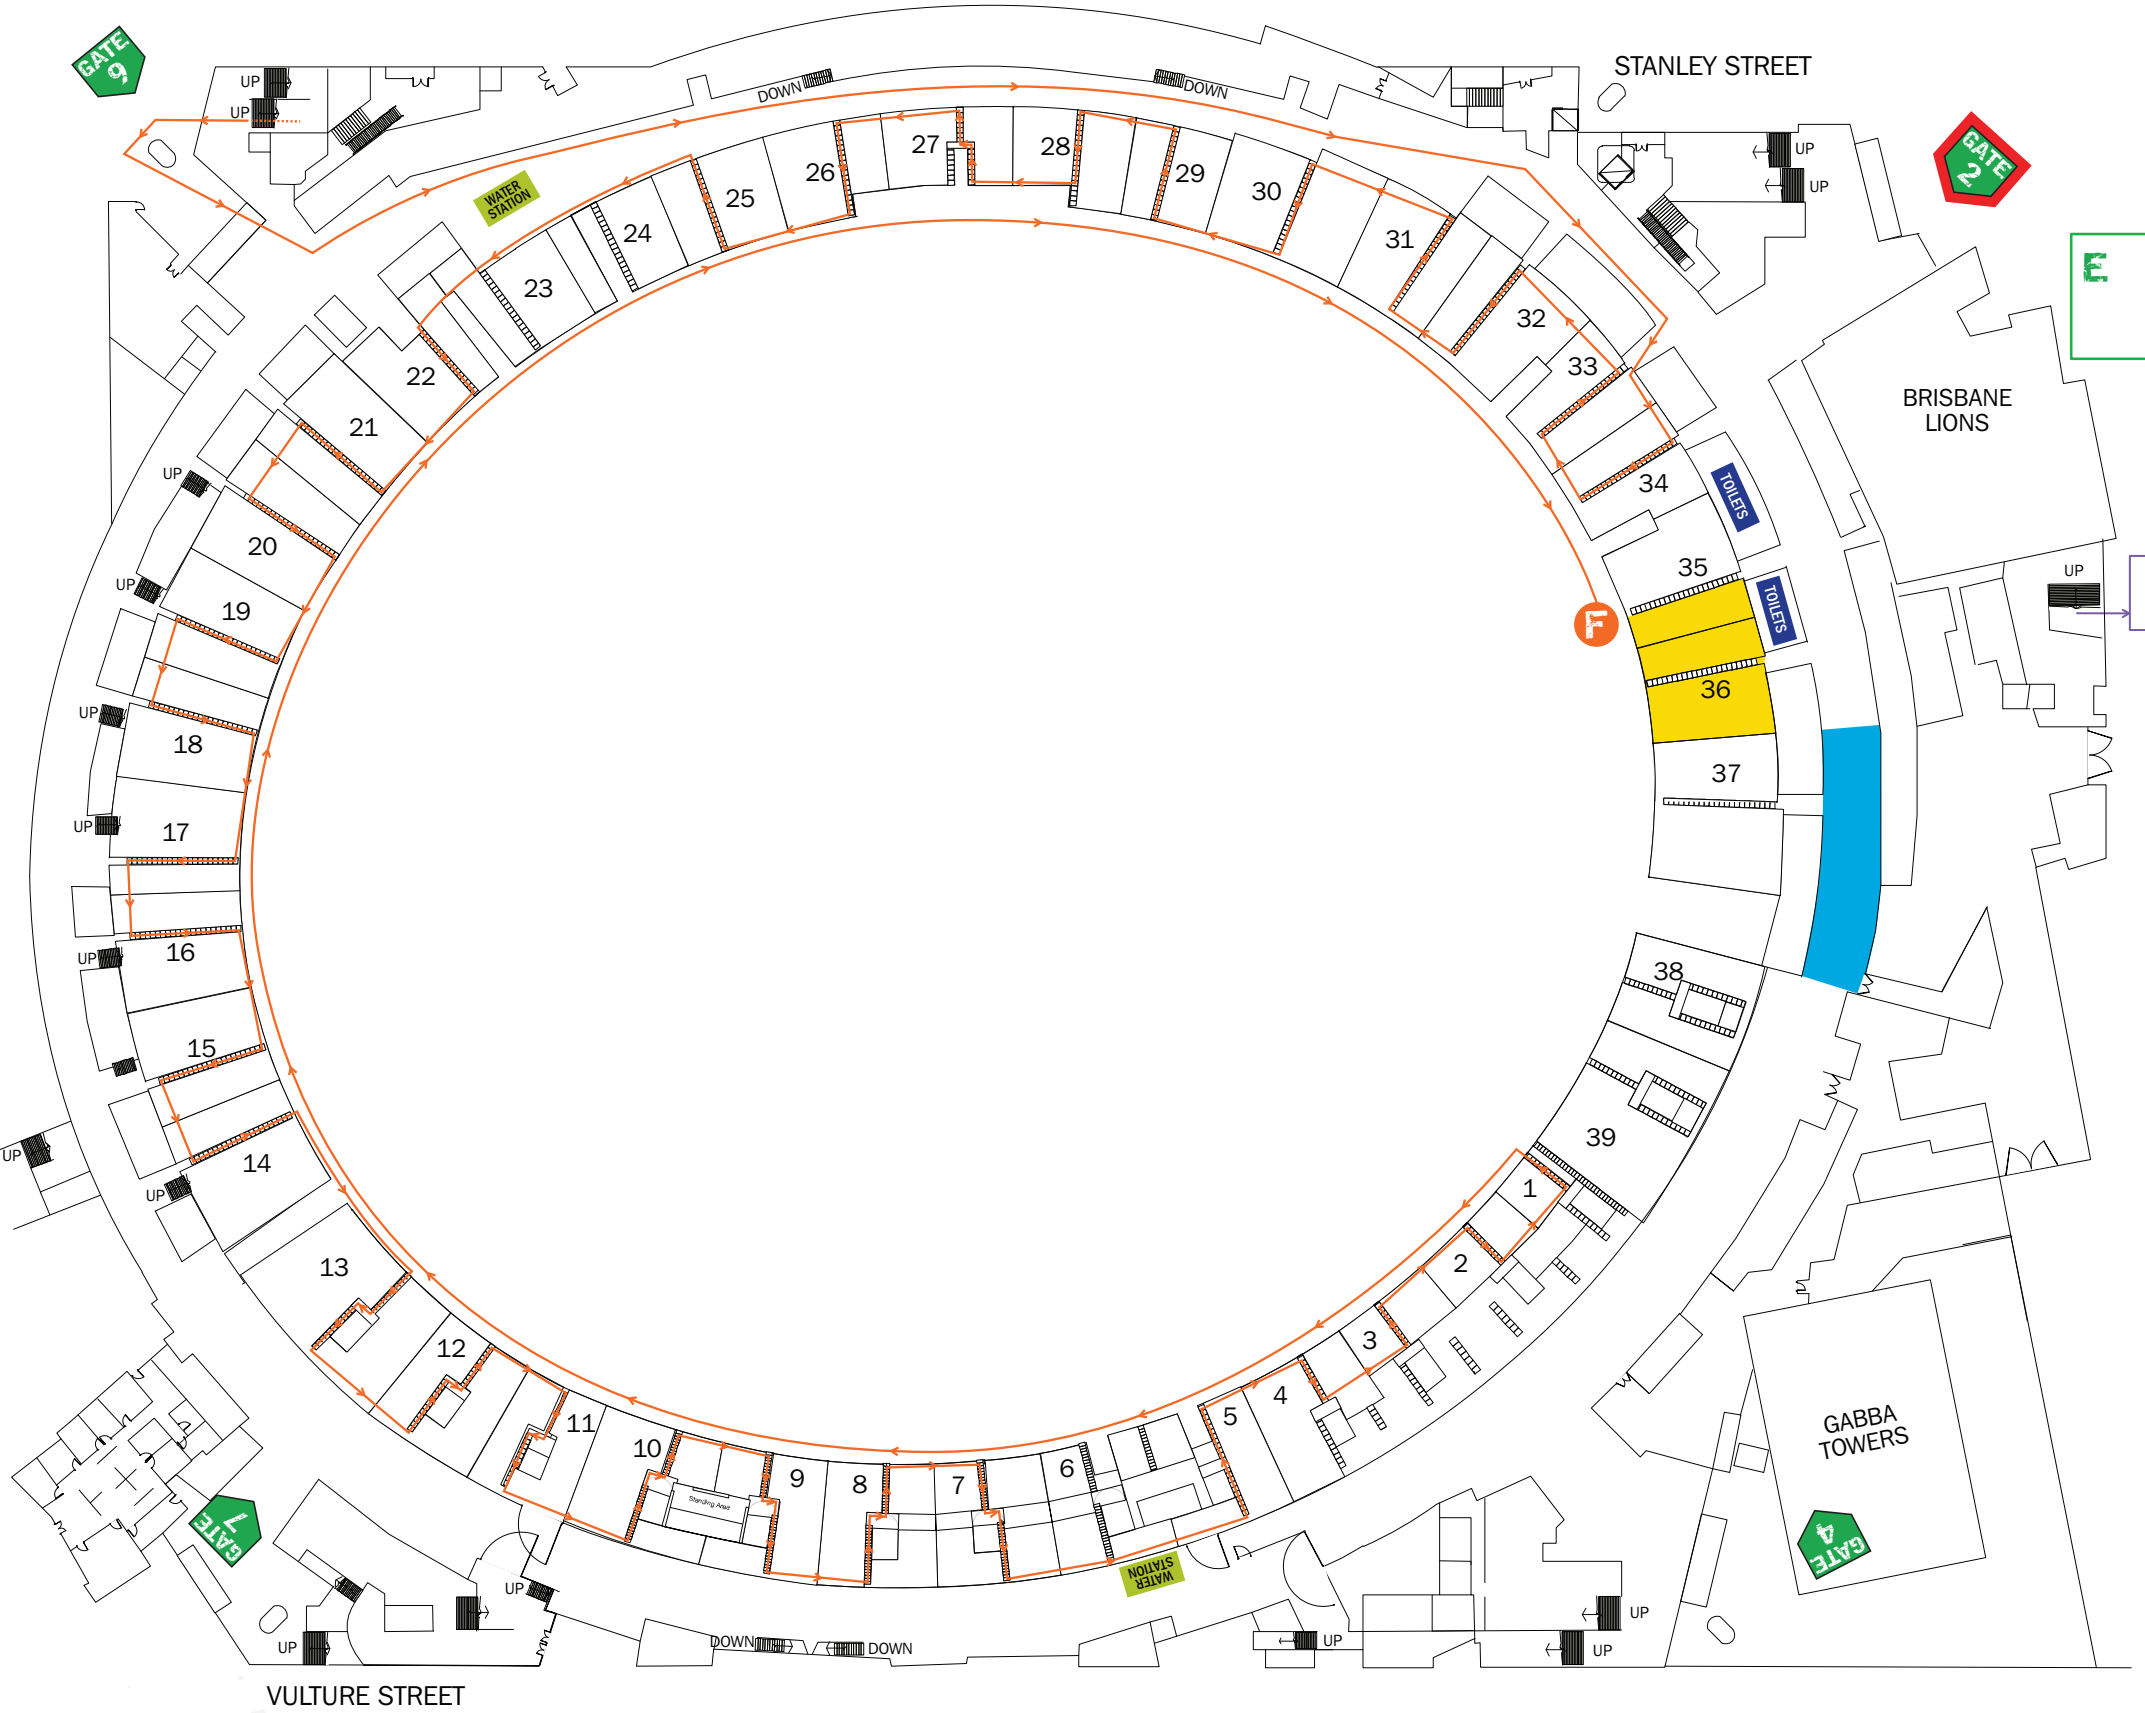 GATE
9
STANLEY STREET
UP
UP
DOWN
DOWN
UP
UP
GATE
2
E
WATER
STATION
27
28
26
25
29
30
24
31
23
32
22
33
BRISBANE
LIONS
21
34
TOILETS
UP
20
35
UP
UP
19
TOILETS
36
UP
18
37
UP
17
16
UP
38
15
39
UP
14
UP
1
13
2
12
3
4
5
11
10
9
8
7
6
Standing Area
F
GABBA
TOWERS
GATE
7
WATER
STATION
GATE
4
UP
UP
DOWN
DOWN
UP
UP
UP
VULTURE STREET